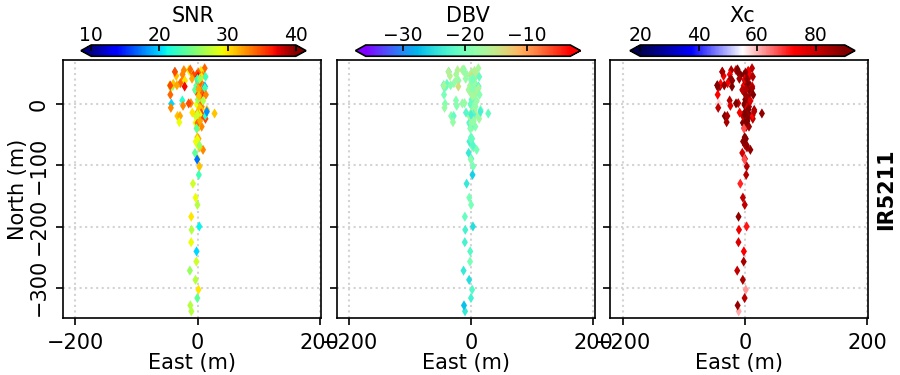 SNR DBV Xc
10 20 30 40 −30 −20 −10 20 40 60 80
North (m)
0
−100
−200
−300
IR5211
−200 0 200 −200 0 200 −200 0 200
East (m) East (m) East (m)